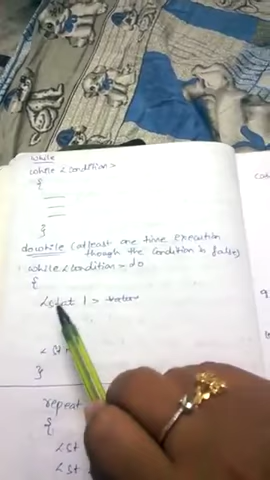 While
while < condition >
{
}
dowhile (atleast one time execution
though the condition is false)
while < condition > do
{
< stat 1 >
< St
}
repeat
{
< St
< St